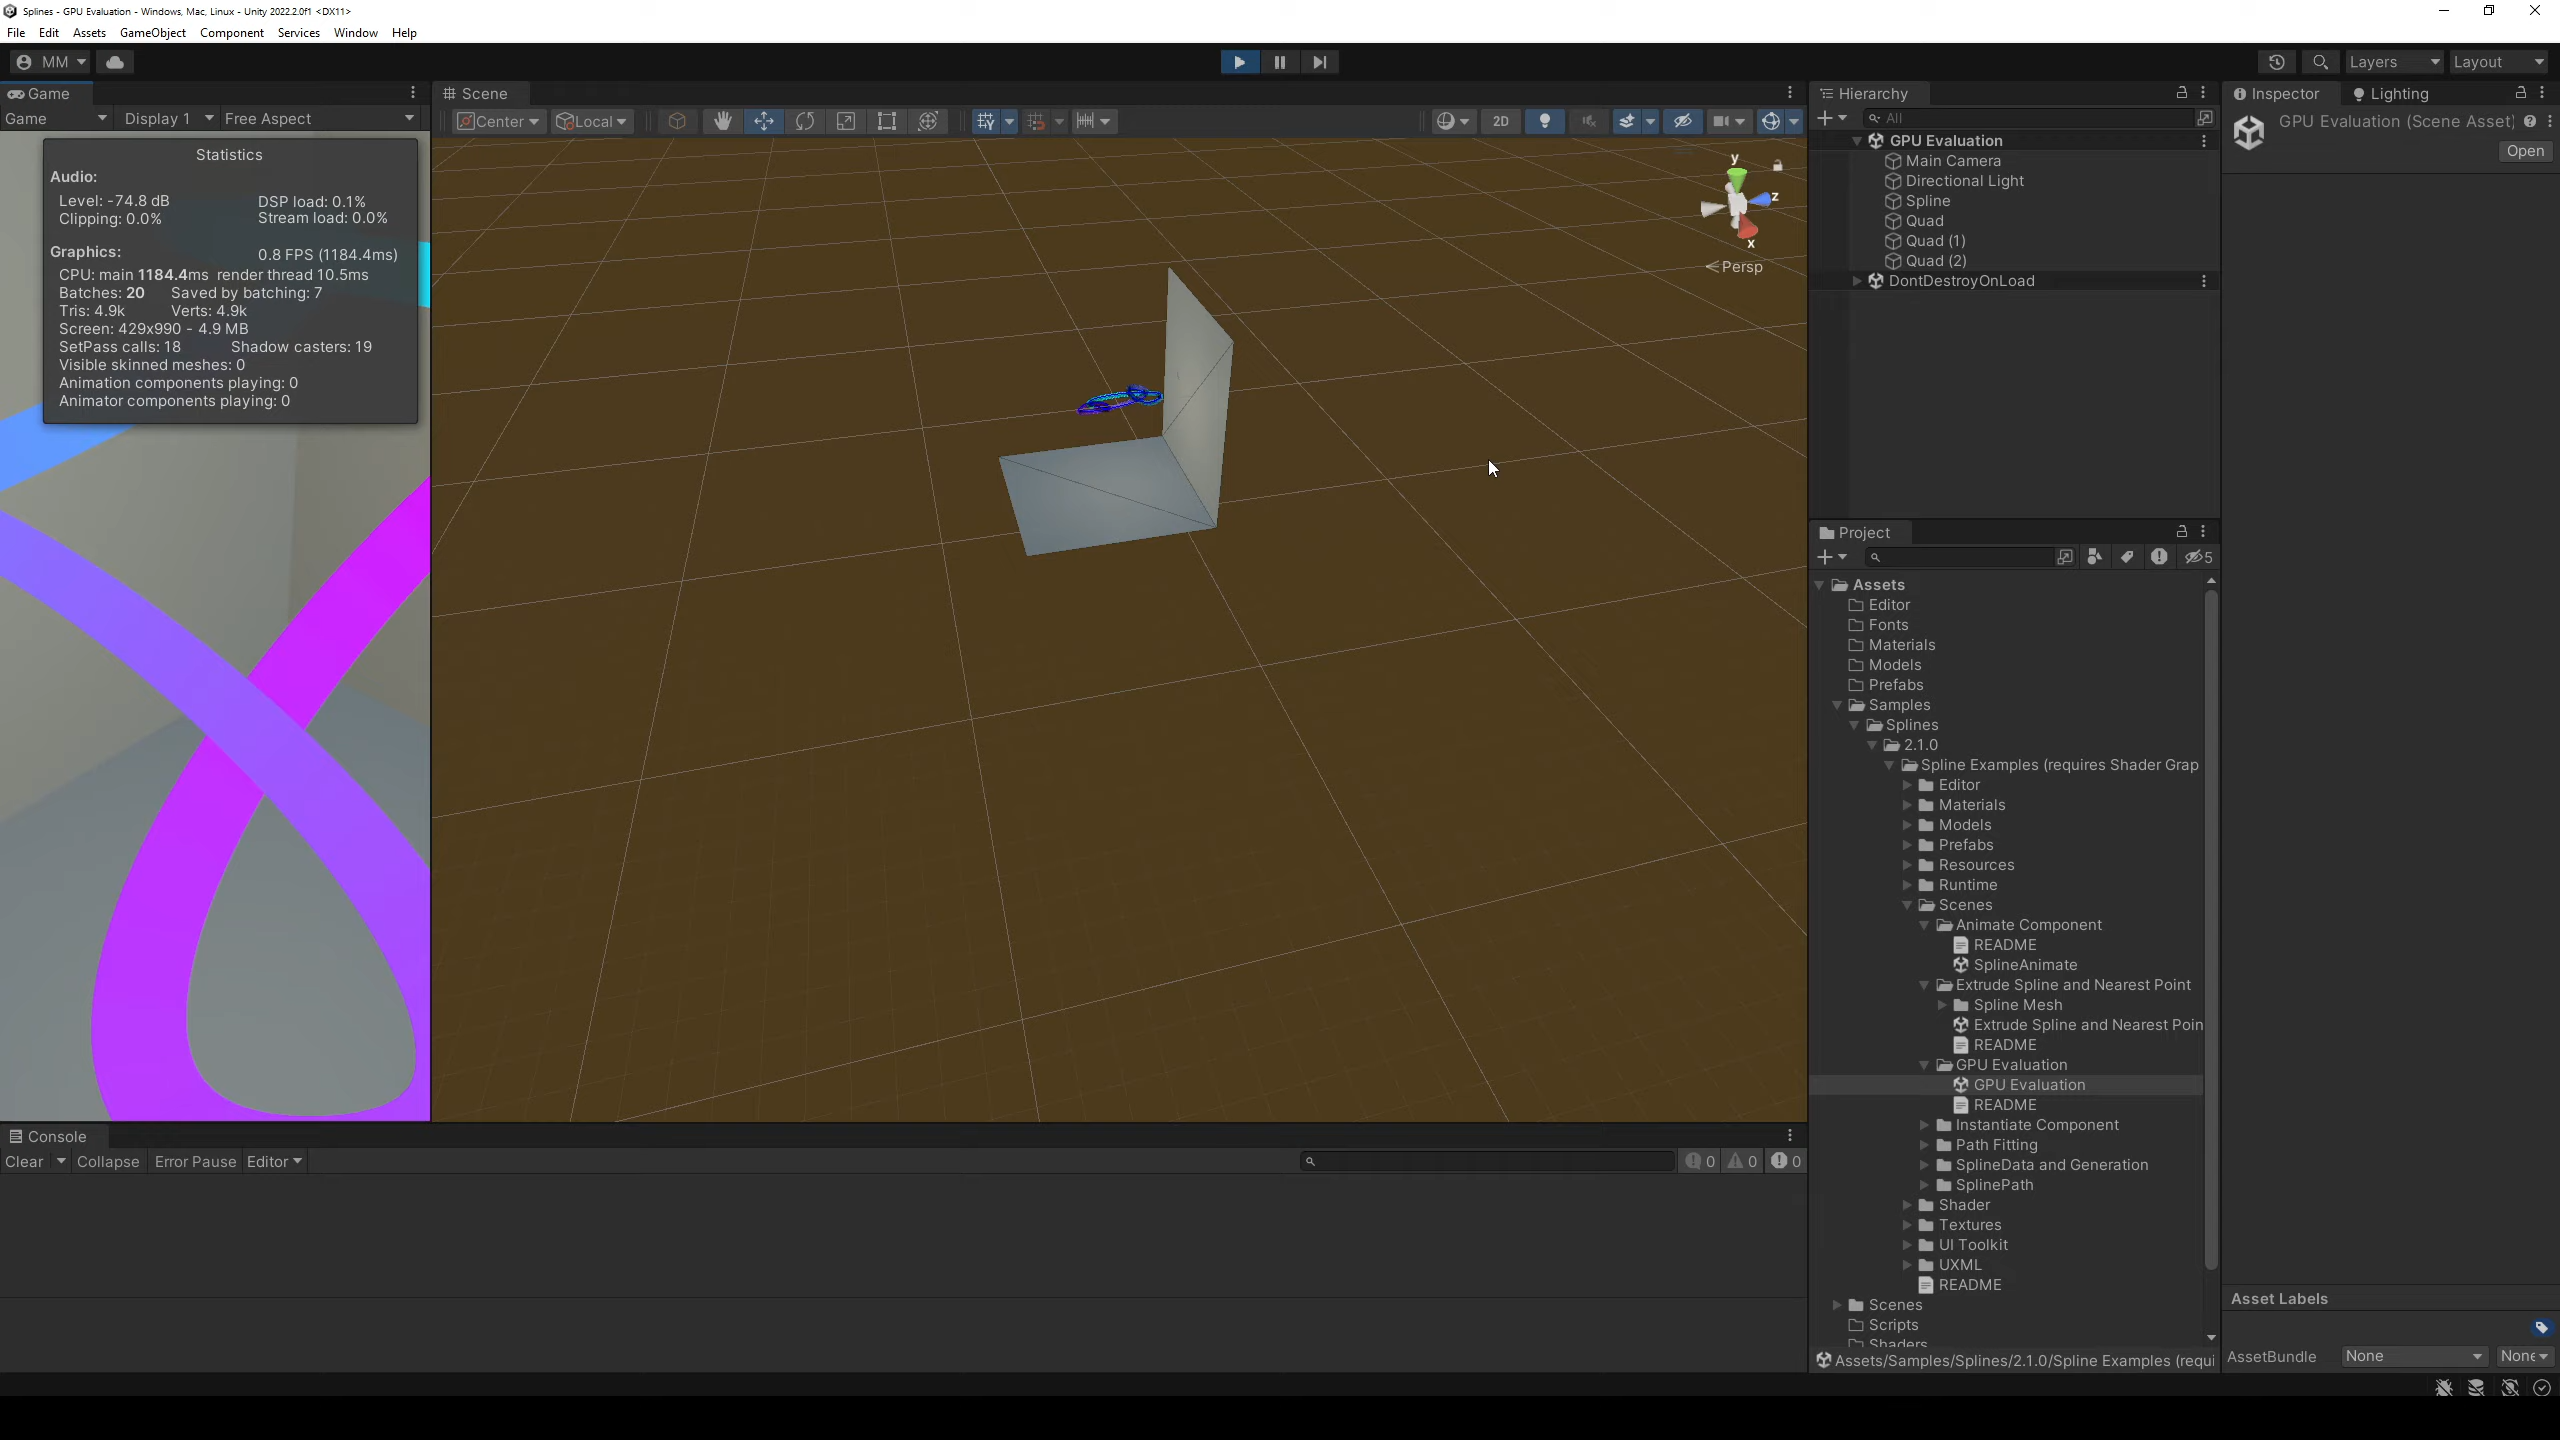 Splines - GPU Evaluation - Windows, Mac, Linux - Unity 2022.2.0f1 <DX11>
File Edit Assets GameObject Component Services Window Help
MM
Layers Layout
Game
Game Display 1 Free Aspect
Statistics
Audio:
Level: -74.8 dB DSP load: 0.1%
Clipping: 0.0% Stream load: 0.0%
Graphics: 0.8 FPS (1184.4ms)
CPU: main 1184.4ms render thread 10.5ms
Batches: 20 Saved by batching: 7
Tris: 4.9k Verts: 4.9k
Screen: 429x990 - 4.9 MB
SetPass calls: 18 Shadow casters: 19
Visible skinned meshes: 0
Animation components playing: 0
Animator components playing: 0
Scene
Center Local 2D
y
z
x
Persp
Hierarchy
All
GPU Evaluation
Main Camera
Directional Light
Spline
Quad
Quad (1)
Quad (2)
DontDestroyOnLoad
Inspector Lighting
GPU Evaluation (Scene Asset)
Open
Project
5
Assets
Editor
Fonts
Materials
Models
Prefabs
Samples
Splines
2.1.0
Spline Examples (requires Shader Grap
Editor
Materials
Models
Prefabs
Resources
Runtime
Scenes
Animate Component
README
SplineAnimate
Extrude Spline and Nearest Point
Spline Mesh
Extrude Spline and Nearest Poin
README
GPU Evaluation
GPU Evaluation
README
Instantiate Component
Path Fitting
SplineData and Generation
SplinePath
Shader
Textures
UI Toolkit
UXML
README
Scenes
Scripts
Shaders
Assets/Samples/Splines/2.1.0/Spline Examples (requi
Console
Clear Collapse Error Pause Editor
0 0 0
Asset Labels
AssetBundle None None